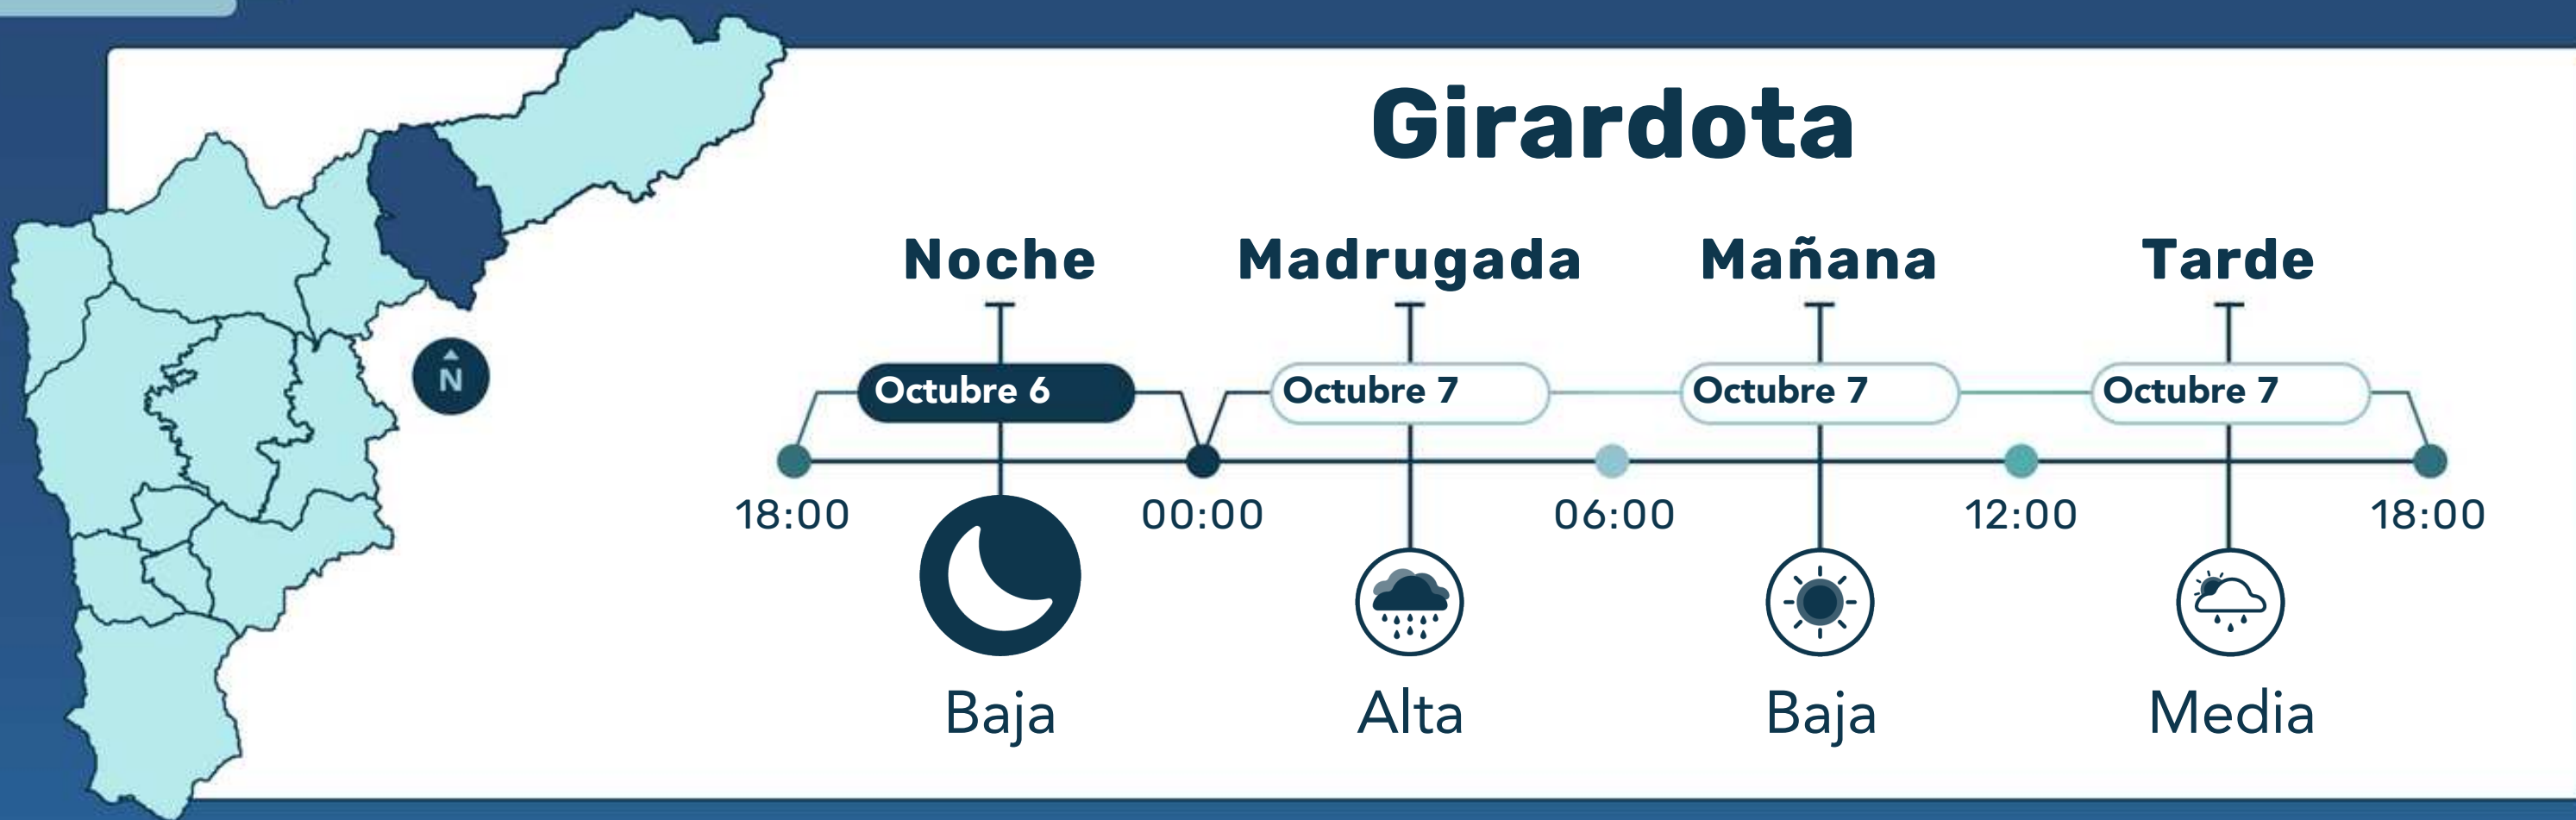 Girardota
Noche Madrugada Mañana Tarde
Octubre 6 Octubre 7 Octubre 7 Octubre 7
N
18:00 00:00 06:00 12:00 18:00
Baja Alta Baja Media